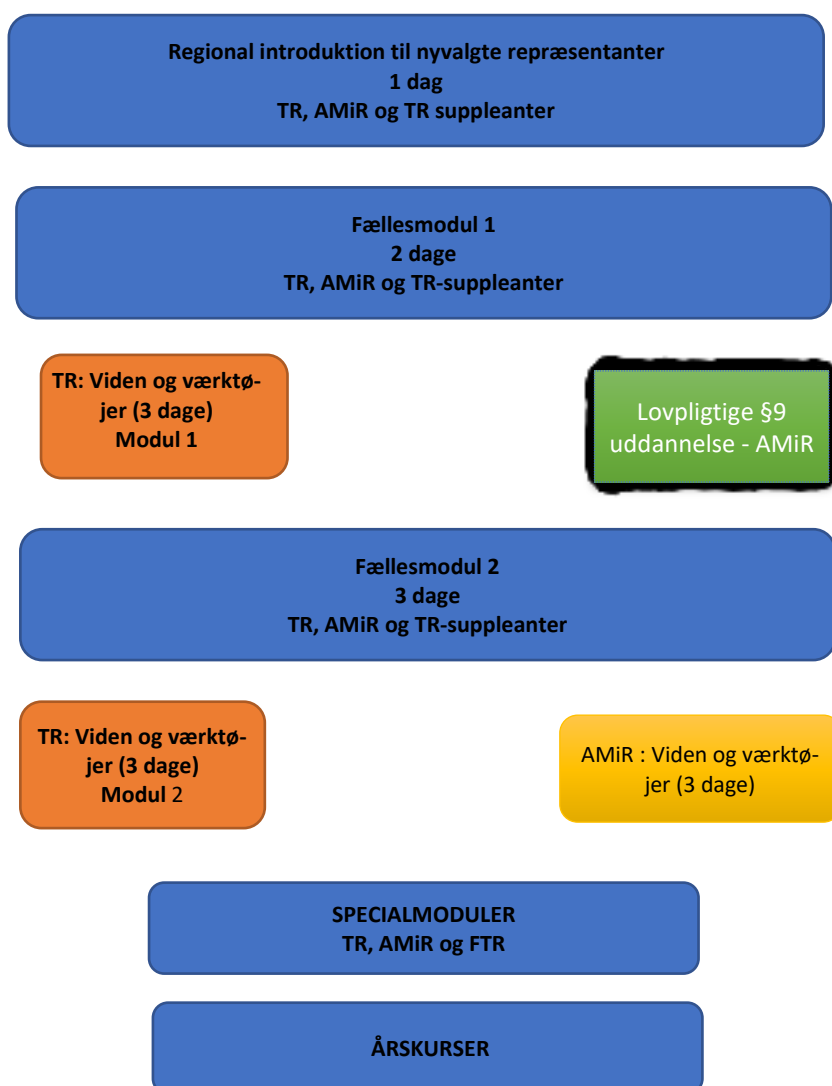 Regional introduktion til nyvalgte repræsentanter
1 dag
TR, AMiR og TR suppleanter
Fællesmodul 1
2 dage
TR, AMiR og TR-suppleanter
TR: Viden og værktø-
jer (3 dage)
Modul 1
Lovpligtige §9
uddannelse - AMiR
Fællesmodul 2
3 dage
TR, AMiR og TR-suppleanter
TR: Viden og værktø-
jer (3 dage)
Modul 2
AMiR : Viden og værktø-
jer (3 dage)
SPECIALMODULER
TR, AMiR og FTR
ÅRSKURSER